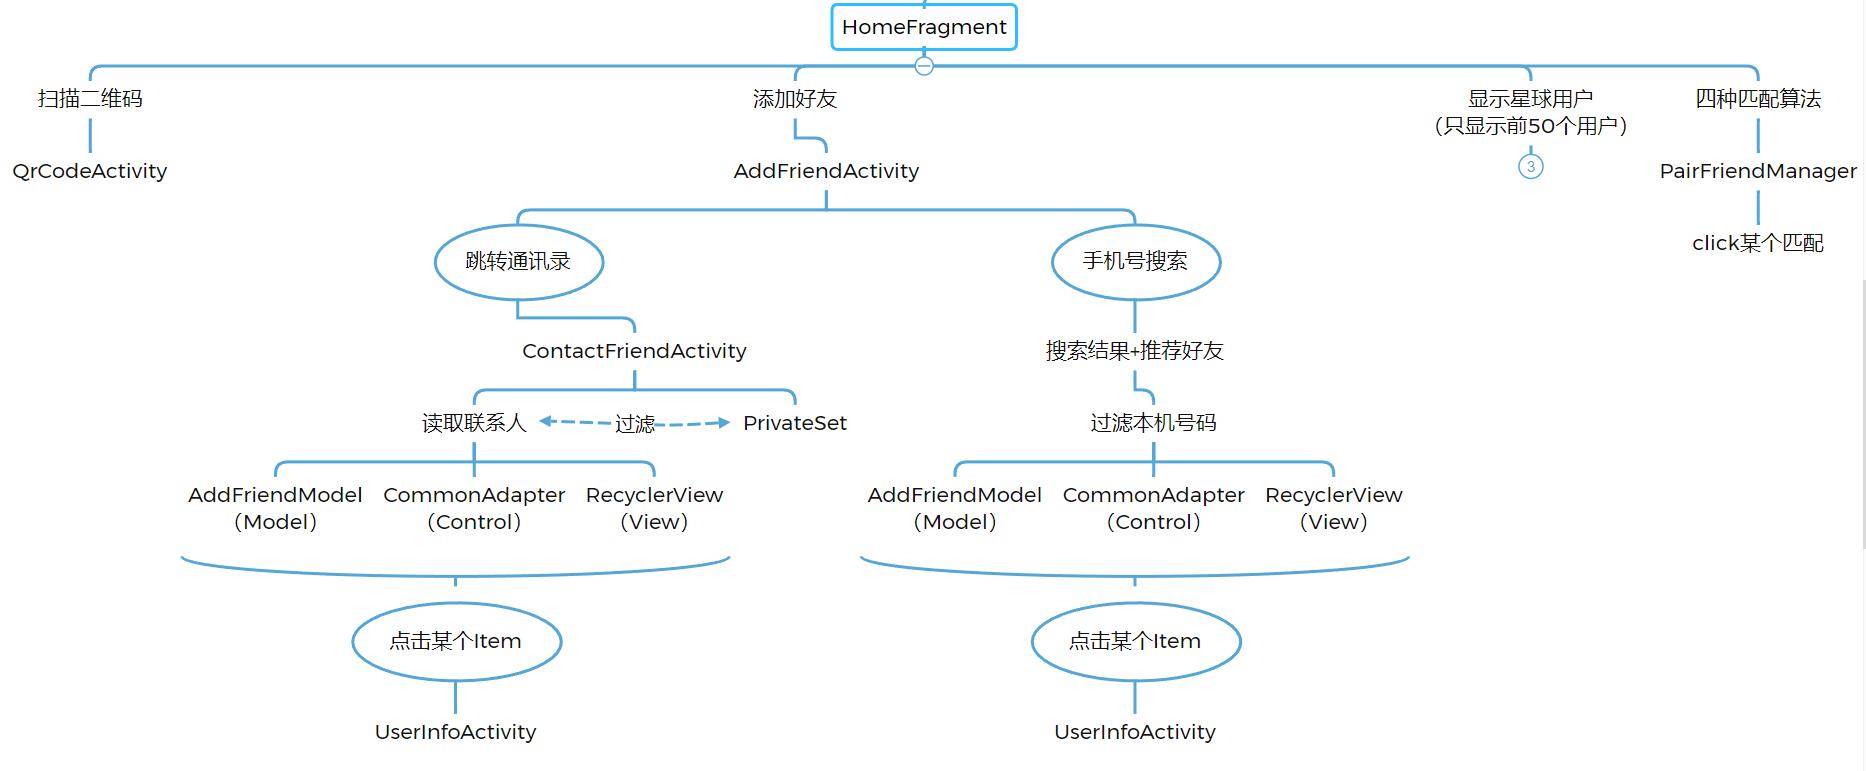 HomeFragment
扫描二维码
添加好友
显示星球用户
四种匹配算法
（只显示前50个用户）
QrCodeActivity
AddFriendActivity
3
PairFriendManager
click某个匹配
跳转通讯录
手机号搜索
ContactFriendActivity
搜索结果+推荐好友
读取联系人
过滤
PrivateSet
过滤本机号码
AddFriendModel
CommonAdapter
RecyclerView
AddFriendModel
CommonAdapter
RecyclerView
（Model）
（Control）
（View）
（Model）
（Control）
（View）
点击某个Item
点击某个Item
UserInfoActivity
UserInfoActivity